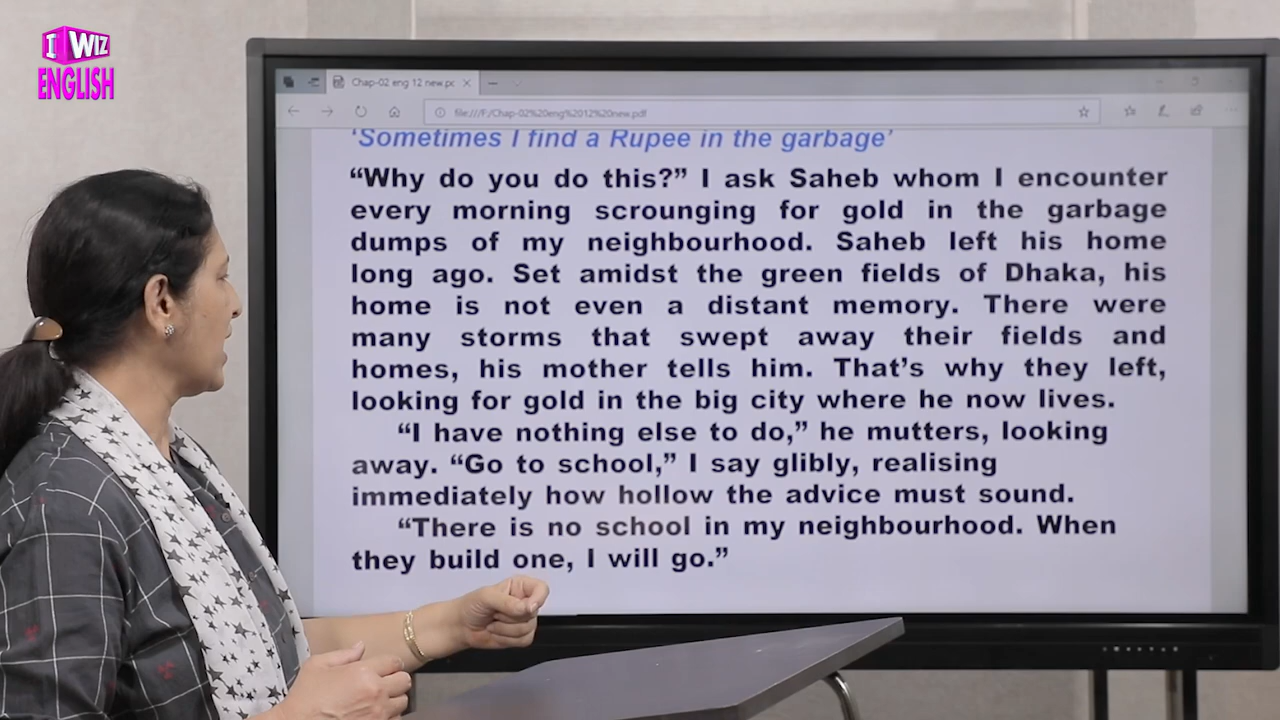 I WIZ
ENGLISH
Chap-02 eng 12 new.pc
file:///F:/Chap-02%20eng%2012%20new.pdf
‘Sometimes I find a Rupee in the garbage’
“Why do you do this?” I ask Saheb whom I encounter
every morning scrounging for gold in the garbage
dumps of my neighbourhood. Saheb left his home
long ago. Set amidst the green fields of Dhaka, his
home is not even a distant memory. There were
many storms that swept away their fields and
homes, his mother tells him. That’s why they left,
looking for gold in the big city where he now lives.
“I have nothing else to do,” he mutters, looking
away. “Go to school,” I say glibly, realising
immediately how hollow the advice must sound.
“There is no school in my neighbourhood. When
they build one, I will go.”